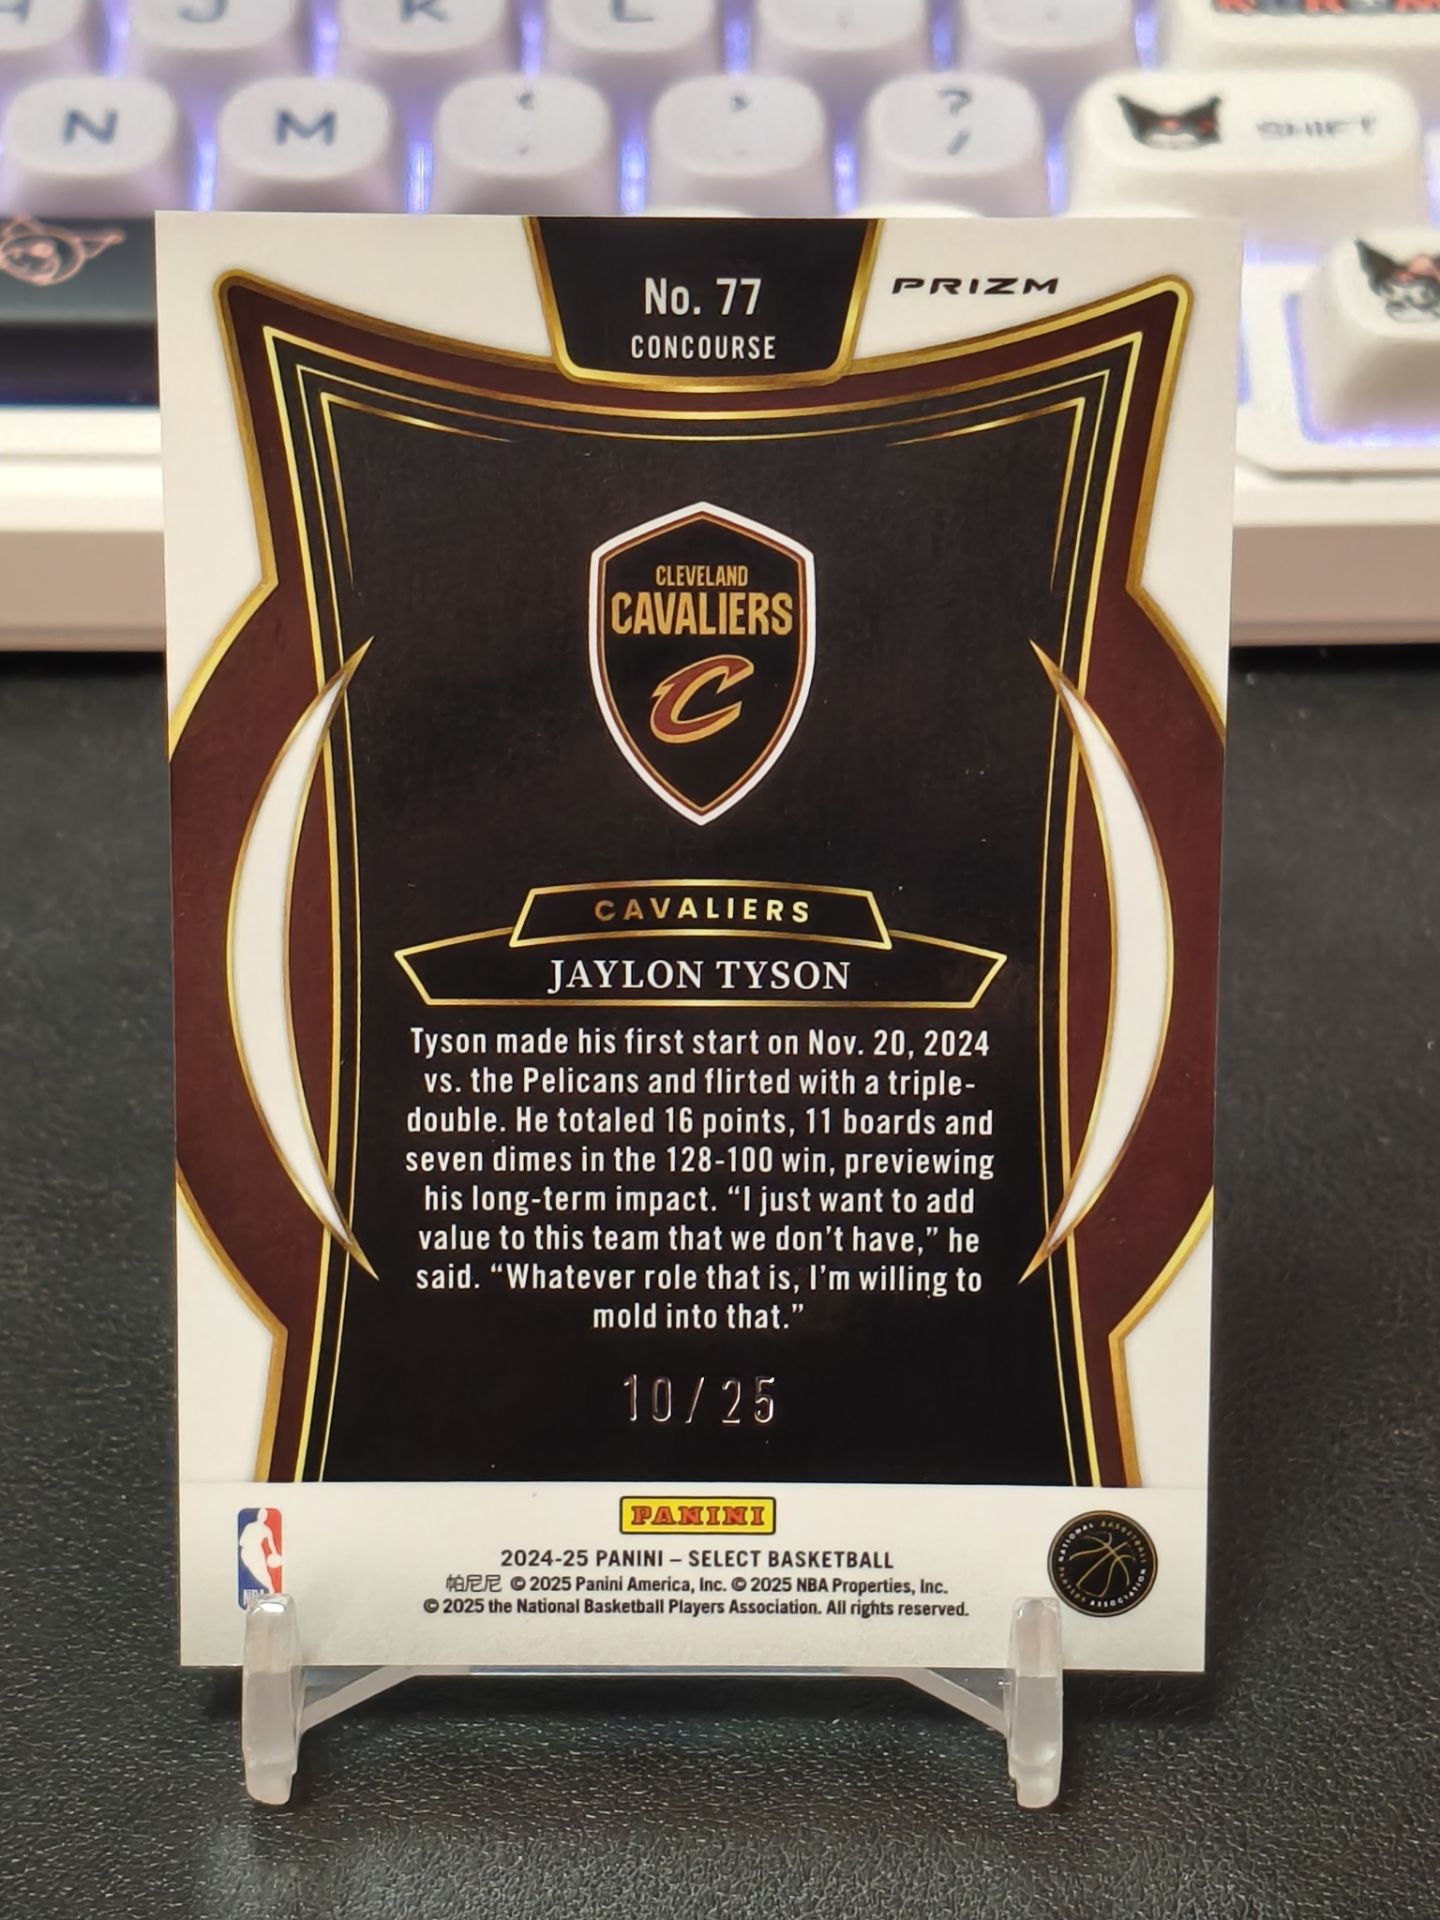 J K L
N M ? /
SHIFT
No. 77
CONCOURSE
PRIZM
CLEVELAND
CAVALIERS
C
CAVALIERS
JAYLON TYSON
Tyson made his first start on Nov. 20, 2024
vs. the Pelicans and flirted with a triple-
double. He totaled 16 points, 11 boards and
seven dimes in the 128-100 win, previewing
his long-term impact. “I just want to add
value to this team that we don’t have,” he
said. “Whatever role that is, I’m willing to
mold into that.”
10/25
PANINI
2024-25 PANINI – SELECT BASKETBALL
帕尼尼 © 2025 Panini America, Inc. © 2025 NBA Properties, Inc.
© 2025 the National Basketball Players Association. All rights reserved.
NBA
NATIONAL BASKETBALL PLAYERS ASSOCIATION